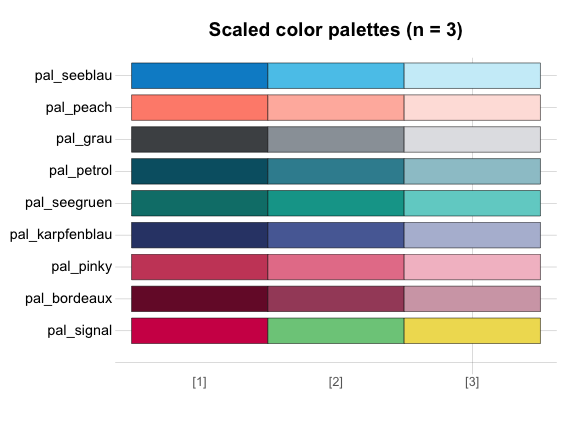 Scaled color palettes (n = 3)
pal_seeblau
pal_peach
pal_grau
pal_petrol
pal_seegruen
pal_karpfenblau
pal_pinky
pal_bordeaux
pal_signal
[1] [2] [3]